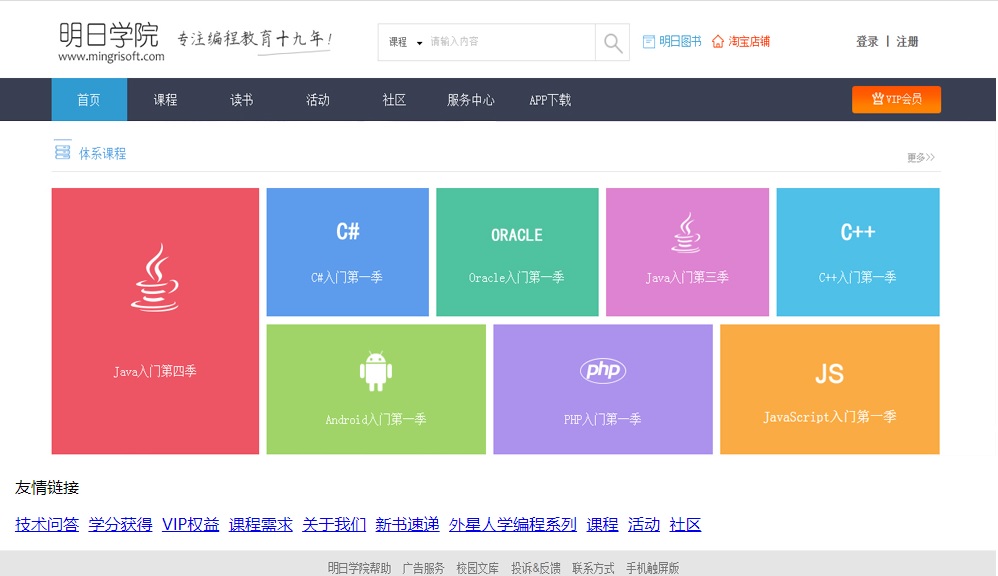 明日学院 专注编程教育十九年!
www.mingrisoft.com
课程 请输入内容 明日图书 淘宝店铺 登录 | 注册
首页 课程 读书 活动 社区 服务中心 APP下载 VIP会员
体系课程 更多>>
Java入门第四季
C#
C#入门第一季
ORACLE
Oracle入门第一季
Java入门第三季
C++
C++入门第一季
Android入门第一季
php
PHP入门第一季
JS
JavaScript入门第一季
友情链接
技术问答 学分获得 VIP权益 课程需求 关于我们 新书速递 外星人学编程系列 课程 活动 社区
明日学院帮助 广告服务 校园文库 投诉&反馈 联系方式 手机触屏版